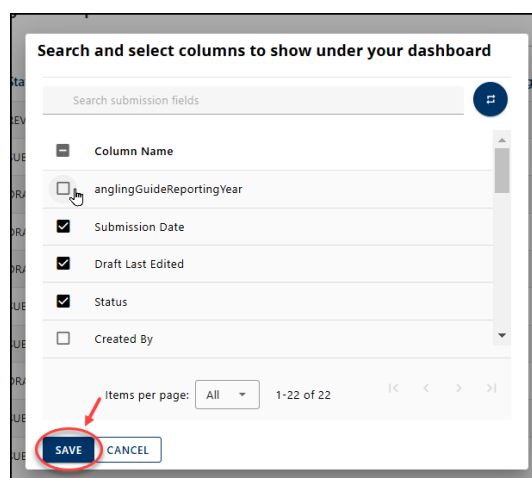 Search and select columns to show under your dashboard
Search submission fields
Column Name
anglingGuideReportingYear
Submission Date
Draft Last Edited
Status
Created By
Items per page: All 1-22 of 22
SAVE CANCEL